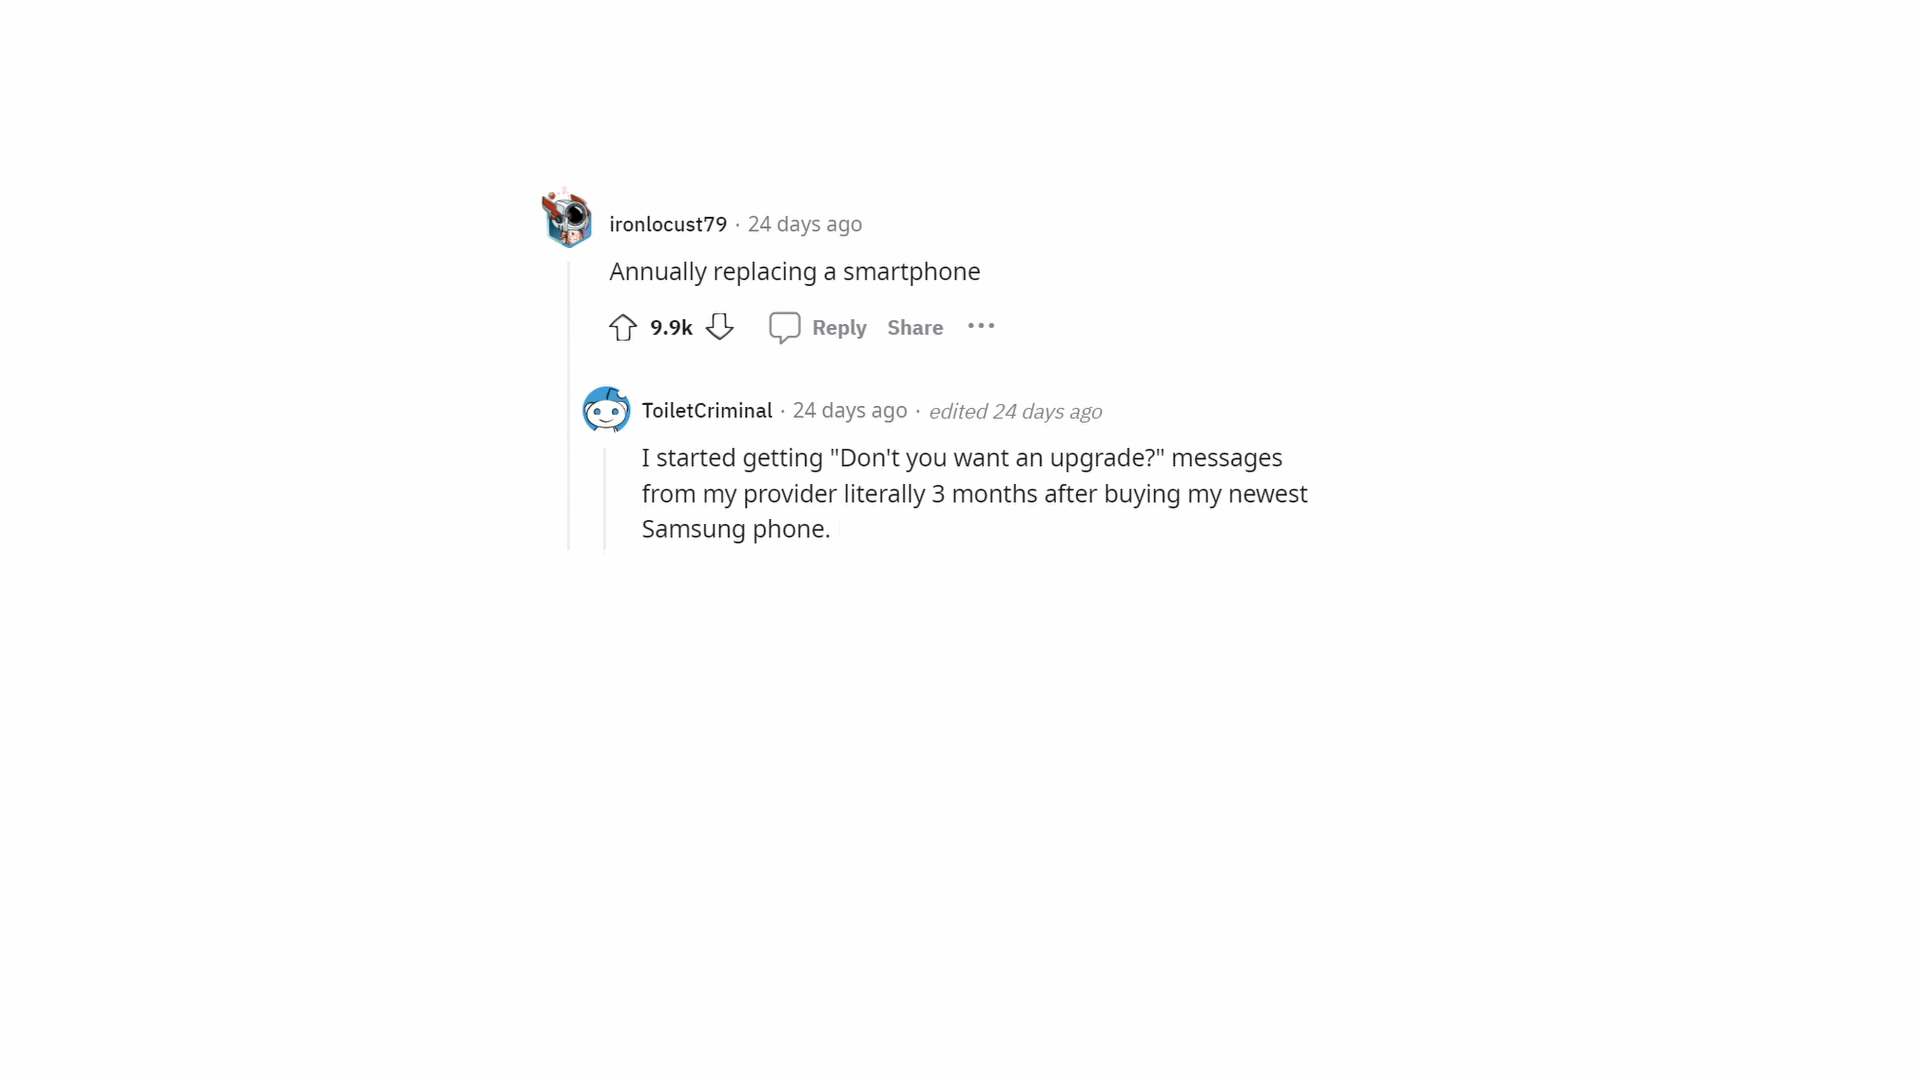 ironlocust79 · 24 days ago
Annually replacing a smartphone
9.9k Reply Share ···
ToiletCriminal · 24 days ago · edited 24 days ago
I started getting "Don't you want an upgrade?" messages
from my provider literally 3 months after buying my newest
Samsung phone.